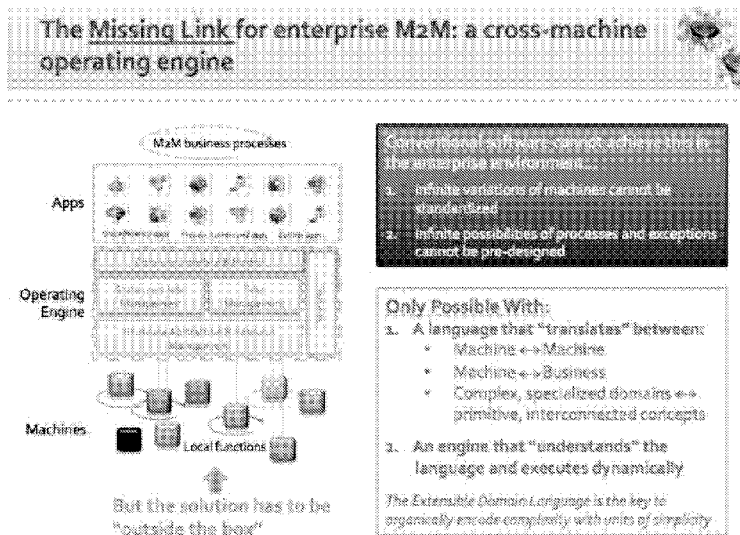 The Missing Link for enterprise M2M: a cross-machine
operating engine
M2M business processes
Apps
Operating
Engine
Machines
Local functions
But the solution has to be
"outside the box"
Conventional software cannot achieve this in
the enterprise environment...
1. Infinite variations of machines cannot be
standardized
2. Infinite possibilities of processes and exceptions
cannot be pre-designed
Only Possible With:
1. A language that "translates" between:
• Machine ↔ Machine
• Machine ↔ Business
• Complex, specialized domains ↔
primitive, interconnected concepts
2. An engine that "understands" the
language and executes dynamically
The Extensible Domain Language is the key to
organically encode complexity with units of simplicity